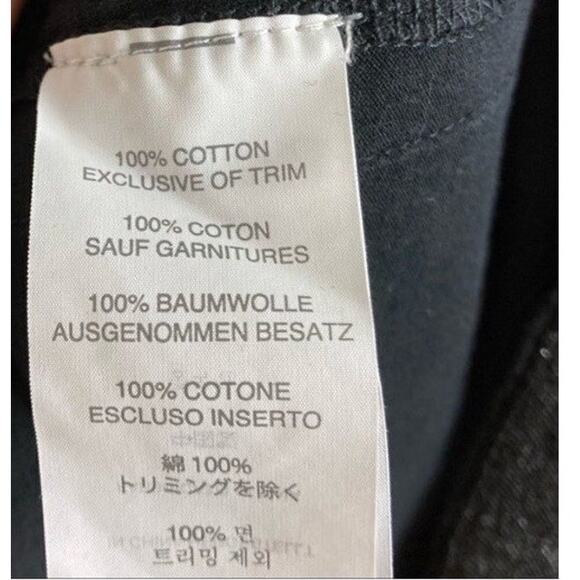 100% COTTON
EXCLUSIVE OF TRIM
100% COTON
SAUF GARNITURES
100% BAUMWOLLE
AUSGENOMMEN BESATZ
100% COTONE
ESCLUSO INSERTO
綿 100%
トリミングを除く
100% 면
트리밍 제외